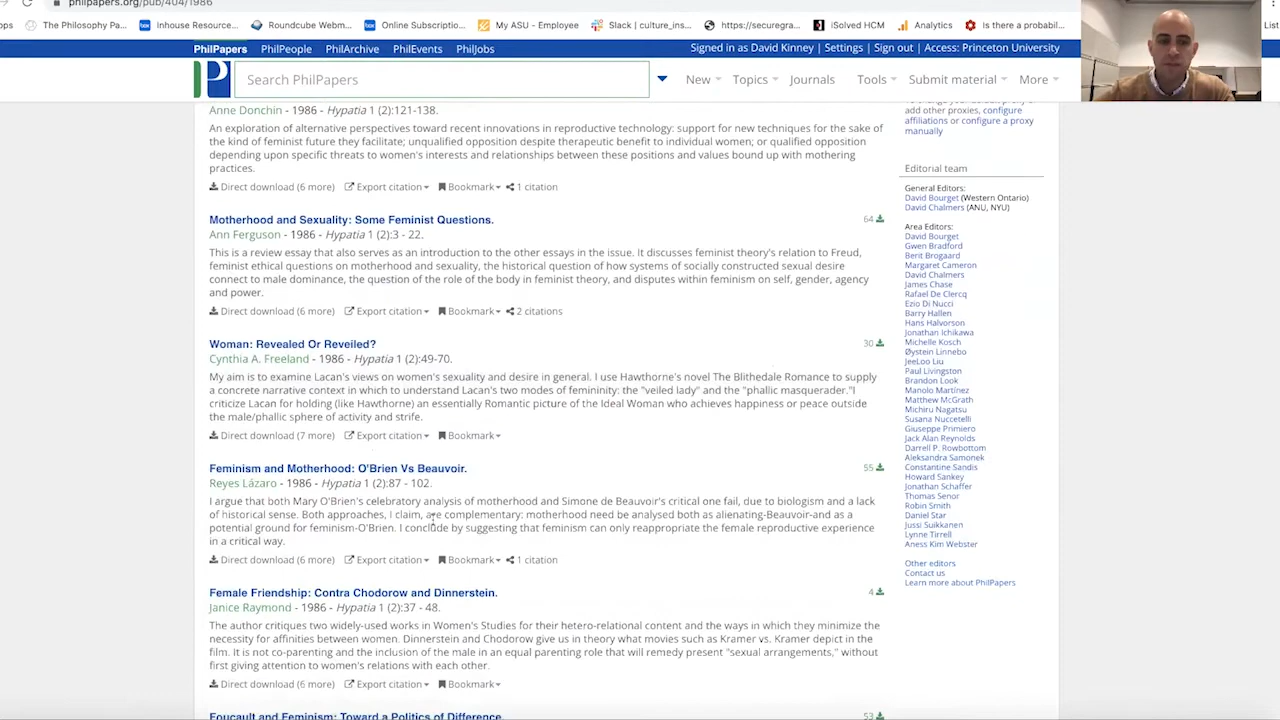 philpapers.org/pub/404/1986
ops
The Philosophy Pa...
Inhouse Resource...
Roundcube Webm...
Online Subscriptio...
My ASU - Employee
Slack | culture_ins...
https://securegra...
iSolved HCM
Analytics
Is there a probabil...
List
PhilPapers
PhilPeople
PhilArchive
PhilEvents
PhilJobs
Signed in as David Kinney | Settings | Sign out | Access: Princeton University
Search PhilPapers
New
Topics
Journals
Tools
Submit material
More
Anne Donchin - 1986 - Hypatia 1 (2):121-138.
An exploration of alternative perspectives toward recent innovations in reproductive technology: support for new techniques for the sake of
the kind of feminist future they facilitate; unqualified opposition despite therapeutic benefit to individual women; or qualified opposition
depending upon specific threats to women's interests and relationships between these positions and values bound up with mothering
practices.
Direct download (6 more) Export citation Bookmark 1 citation
Motherhood and Sexuality: Some Feminist Questions.
64
Ann Ferguson - 1986 - Hypatia 1 (2):3 - 22.
This is a review essay that also serves as an introduction to the other essays in the issue. It discusses feminist theory's relation to Freud,
feminist ethical questions on motherhood and sexuality, the historical question of how systems of socially constructed sexual desire
connect to male dominance, the question of the role of the body in feminist theory, and disputes within feminism on self, gender, agency
and power.
Direct download (6 more) Export citation Bookmark 2 citations
Woman: Revealed Or Reveiled?
30
Cynthia A. Freeland - 1986 - Hypatia 1 (2):49-70.
My aim is to examine Lacan's views on women's sexuality and desire in general. I use Hawthorne's novel The Blithedale Romance to supply
a concretenarrative context in which to understand Lacan's two modes of femininity: the "veiled lady" and the "phallic masquerader."I
criticize Lacan for holding (like Hawthorne) an essentially Romantic picture of the Ideal Woman who achieves happiness or peace outside
the male/phallic sphere of activity and strife.
Direct download (7 more) Export citation Bookmark
Feminism and Motherhood: O'Brien Vs Beauvoir.
55
Reyes Lázaro - 1986 - Hypatia 1 (2):87 - 102.
I argue that both Mary O'Brien's celebratory analysis of motherhood and Simone de Beauvoir's critical one fail, due to biologism and a lack
of historical sense. Both approaches, I claim, are complementary: motherhood need be analysed both as alienating-Beauvoir-and as a
potential ground for feminism-O'Brien. I conclude by suggesting that feminism can only reappropriate the female reproductive experience
in a critical way.
Direct download (6 more) Export citation Bookmark 1 citation
Female Friendship: Contra Chodorow and Dinnerstein.
4
Janice Raymond - 1986 - Hypatia 1 (2):37 - 48.
The author critiques two widely-used works in Women's Studies for their hetero-relational content and the ways in which they minimize the
necessity for affinities between women. Dinnerstein and Chodorow give us in theory what movies such as Kramer vs. Kramer depict in the
film. It is not co-parenting and the inclusion of the male in an equal parenting role that will remedy present "sexual arrangements," without
first giving attention to women's relations with each other.
Direct download (6 more) Export citation Bookmark
Foucault and Feminism: Toward a Politics of Difference.
53
add other proxies, configure
affiliations or configure a proxy
manually
Editorial team
General Editors:
David Bourget (Western Ontario)
David Chalmers (ANU, NYU)
Area Editors:
David Bourget
Gwen Bradford
Berit Brogaard
Margaret Cameron
David Chalmers
James Chase
Rafael De Clercq
Ezio Di Nucci
Barry Hallen
Hans Halvorson
Jonathan Ichikawa
Michelle Kosch
Øystein Linnebo
JeeLoo Liu
Paul Livingston
Brandon Look
Manolo Martínez
Matthew McGrath
Michiru Nagatsu
Susana Nuccetelli
Giuseppe Primiero
Jack Alan Reynolds
Darrell P. Rowbottom
Aleksandra Samonek
Constantine Sandis
Howard Sankey
Jonathan Schaffer
Thomas Senor
Robin Smith
Daniel Star
Jussi Suikkanen
Lynne Tirrell
Aness Kim Webster
Other editors
Contact us
Learn more about PhilPapers